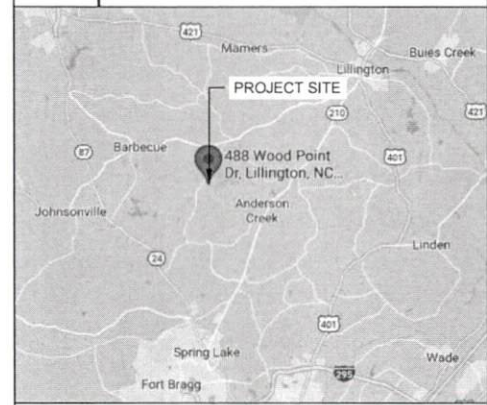 421
Mamers
Buies Creek
Lillington
PROJECT SITE
210
421
87
Barbecue
488 Wood Point
Dr, Lillington, NC...
401
Johnsonville
Anderson
Creek
Linden
24
401
Spring Lake
Wade
295
Fort Bragg